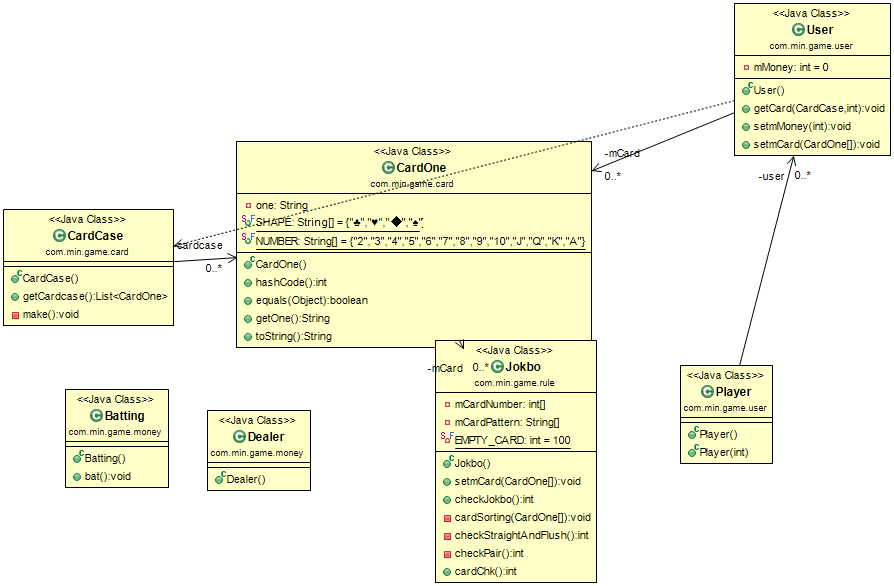 <<Java Class>>
User
com.min.game.user
mMoney: int = 0
User()
getCard(CardCase,int):void
setmMoney(int):void
setmCard(CardOne[]):void
-mCard
0..*
-user
0..*
<<Java Class>>
CardOne
com.min.game.card
one: String
SHAPE: String[] = {"♣","♥","◆","♠"}
NUMBER: String[] = {"2","3","4","5","6","7","8","9","10","J","Q","K","A"}
CardOne()
hashCode():int
equals(Object):boolean
getOne():String
toString():String
<<Java Class>>
CardCase
com.min.game.card
CardCase()
getCardcase():List<CardOne>
make():void
-cardcase
0..*
-mCard
0..*
<<Java Class>>
Jokbo
com.min.game.rule
mCardNumber: int[]
mCardPattern: String[]
EMPTY_CARD: int = 100
Jokbo()
setmCard(CardOne[]):void
checkJokbo():int
cardSorting(CardOne[]):void
checkStraightAndFlush():int
checkPair():int
cardChk():int
<<Java Class>>
Player
com.min.game.user
Player()
Player(int)
<<Java Class>>
Batting
com.min.game.money
Batting()
bat():void
<<Java Class>>
Dealer
com.min.game.money
Dealer()